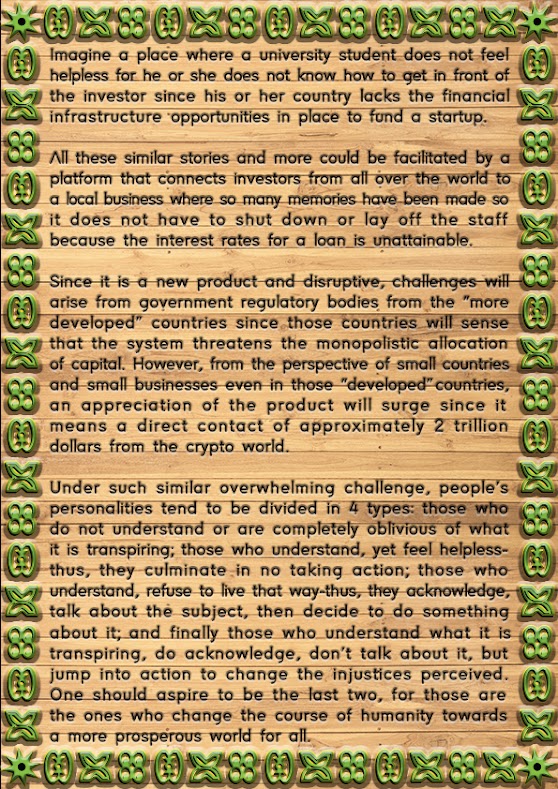 Imagine a place where a university student does not feel
helpless for he or she does not know how to get in front of
the investor since his or her country lacks the financial
infrastructure opportunities in place to fund a startup.
All these similar stories and more could be facilitated by a
platform that connects investors from all over the world to
a local business where so many memories have been made so
it does not have to shut down or lay off the staff
because the interest rates for a loan is unattainable.
Since it is a new product and disruptive, challenges will
arise from government regulatory bodies from the "more
developed" countries since those countries will sense
that the system threatens the monopolistic allocation
of capital. However, from the perspective of small countries
and small businesses even in those "developed" countries,
an appreciation of the product will surge since it
means a direct contact of approximately 2 trillion
dollars from the crypto world.
Under such similar overwhelming challenge, people's
personalities tend to be divided in 4 types: those who
do not understand or are completely oblivious of what
it is transpiring; those who understand, yet feel helpless-
thus, they culminate in no taking action; those who
understand, refuse to live that way-thus, they acknowledge,
talk about the subject, then decide to do something
about it; and finally those who understand what it is
transpiring, do acknowledge, don't talk about it, but
jump into action to change the injustices perceived.
One should aspire to be the last two, for those are
the ones who change the course of humanity towards
a more prosperous world for all.